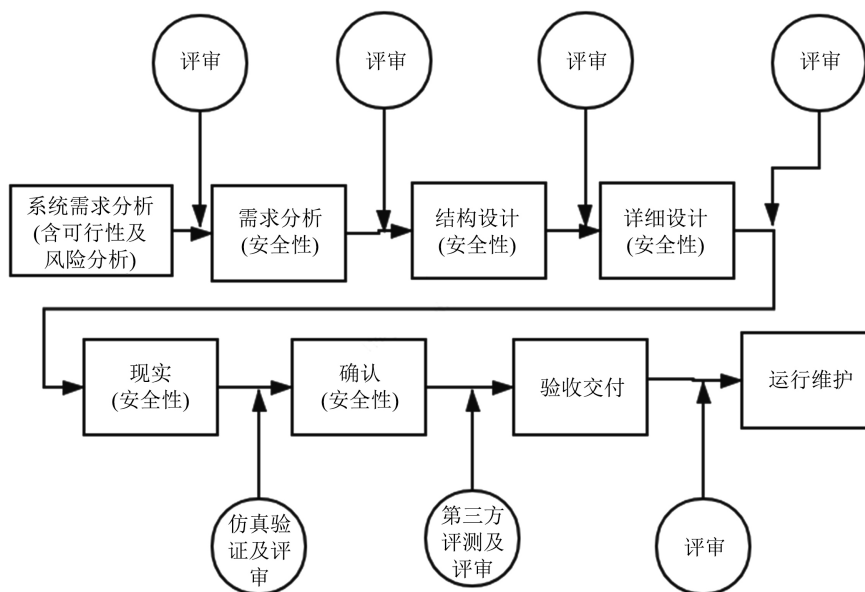 评审
评审
评审
评审
系统需求分析
(含可行性及
风险分析)
需求分析
(安全性)
结构设计
(安全性)
详细设计
(安全性)
现实
(安全性)
确认
(安全性)
验收交付
运行维护
仿真验
证及评
审
第三方
评测及
评审
评审